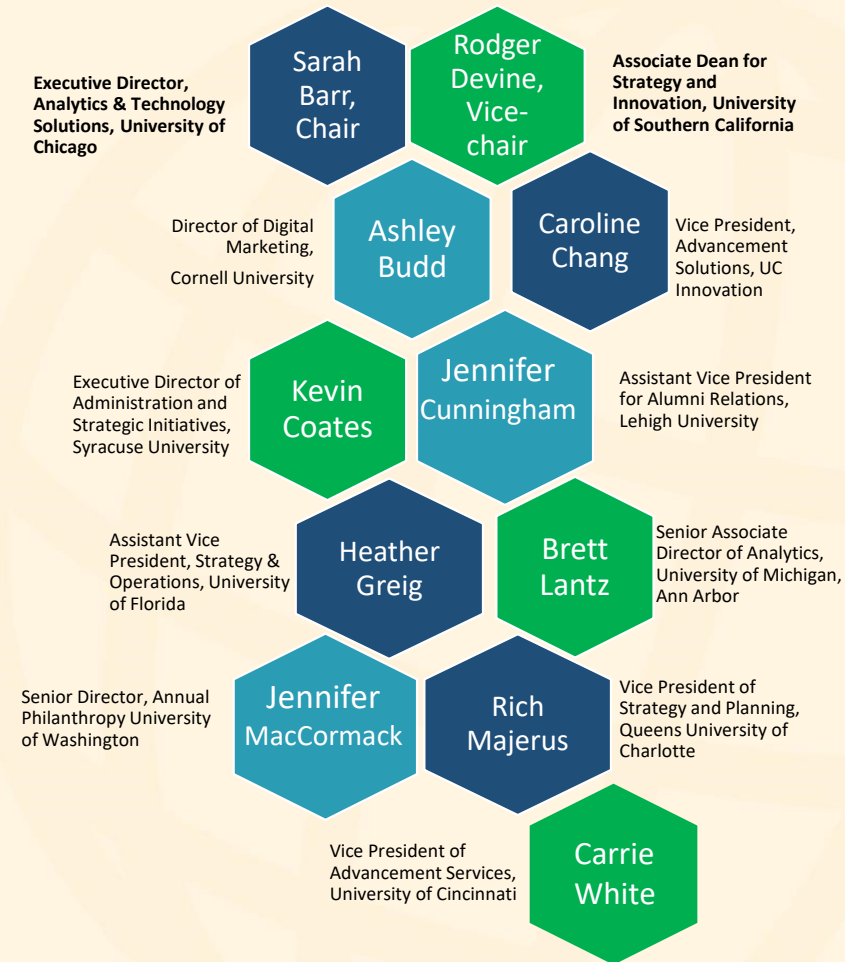 Executive Director,
Analytics & Technology
Solutions, University of
Chicago
Sarah
Barr,
Chair
Rodger
Devine,
Vice-
chair
Associate Dean for
Strategy and
Innovation, University
of Southern California
Director of Digital
Marketing,
Cornell University
Ashley
Budd
Caroline
Chang
Vice President,
Advancement
Solutions, UC
Innovation
Executive Director of
Administration and
Strategic Initiatives,
Syracuse University
Kevin
Coates
Jennifer
Cunningham
Assistant Vice President
for Alumni Relations,
Lehigh University
Assistant Vice
President, Strategy &
Operations, University
of Florida
Heather
Greig
Brett
Lantz
Senior Associate
Director of Analytics,
University of Michigan,
Ann Arbor
Senior Director, Annual
Philanthropy University
of Washington
Jennifer
MacCormack
Rich
Majerus
Vice President of
Strategy and Planning,
Queens University of
Charlotte
Vice President of
Advancement Services,
University of Cincinnati
Carrie
White